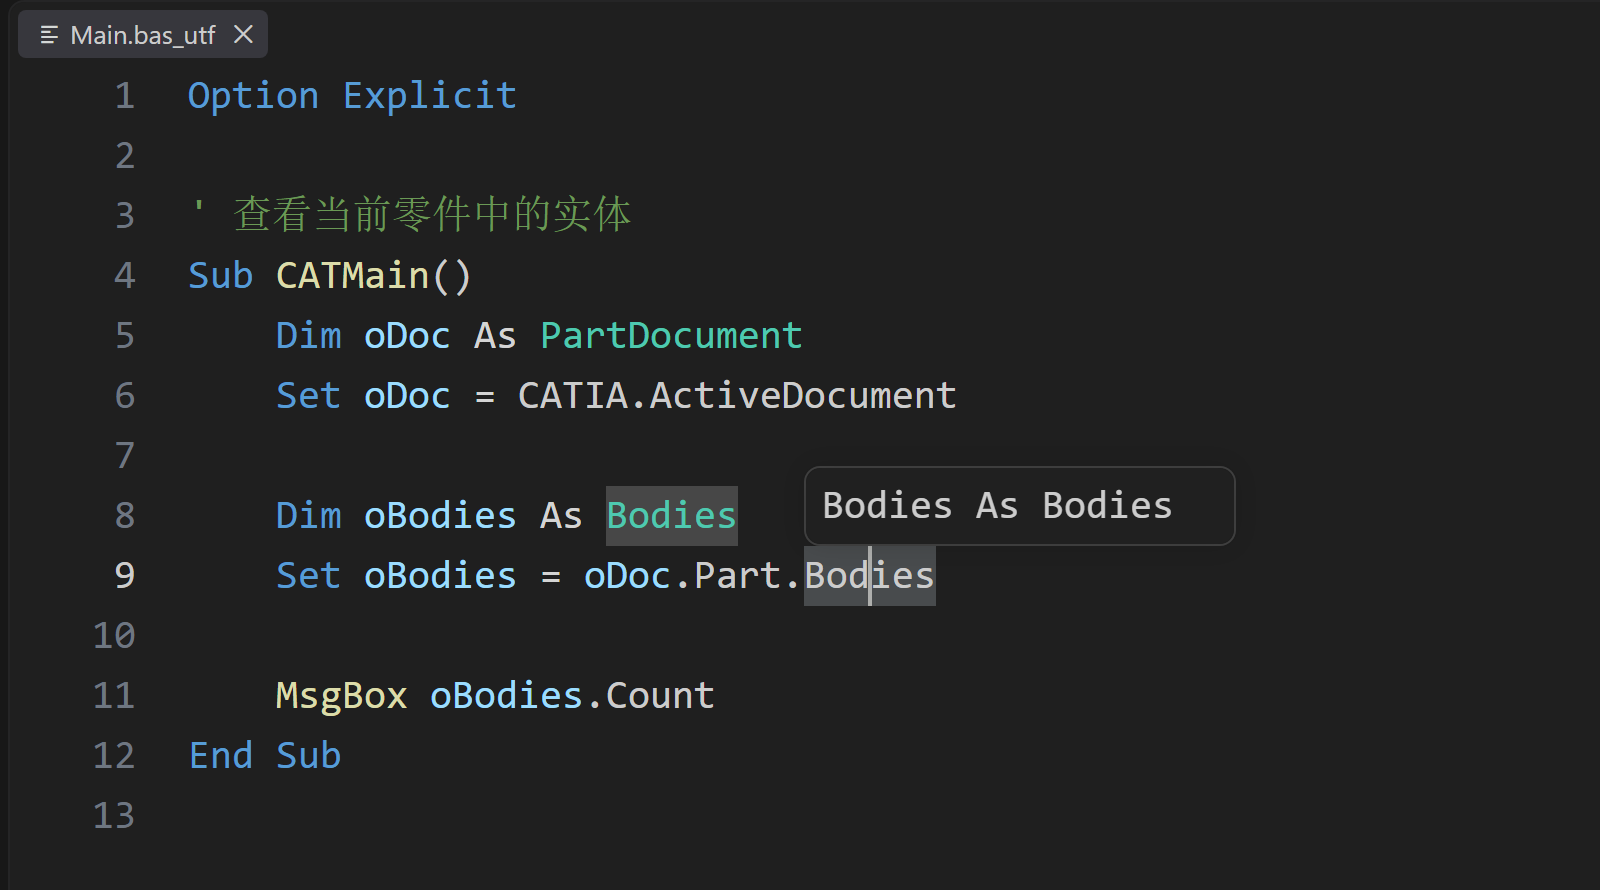 Main.bas_utf
1 Option Explicit
2
3 ' 查看当前零件中的实体
4 Sub CATMain()
5 Dim oDoc As PartDocument
6 Set oDoc = CATIA.ActiveDocument
7
8 Dim oBodies As Bodies
Bodies As Bodies
9 Set oBodies = oDoc.Part.Bodies
10
11 MsgBox oBodies.Count
12 End Sub
13